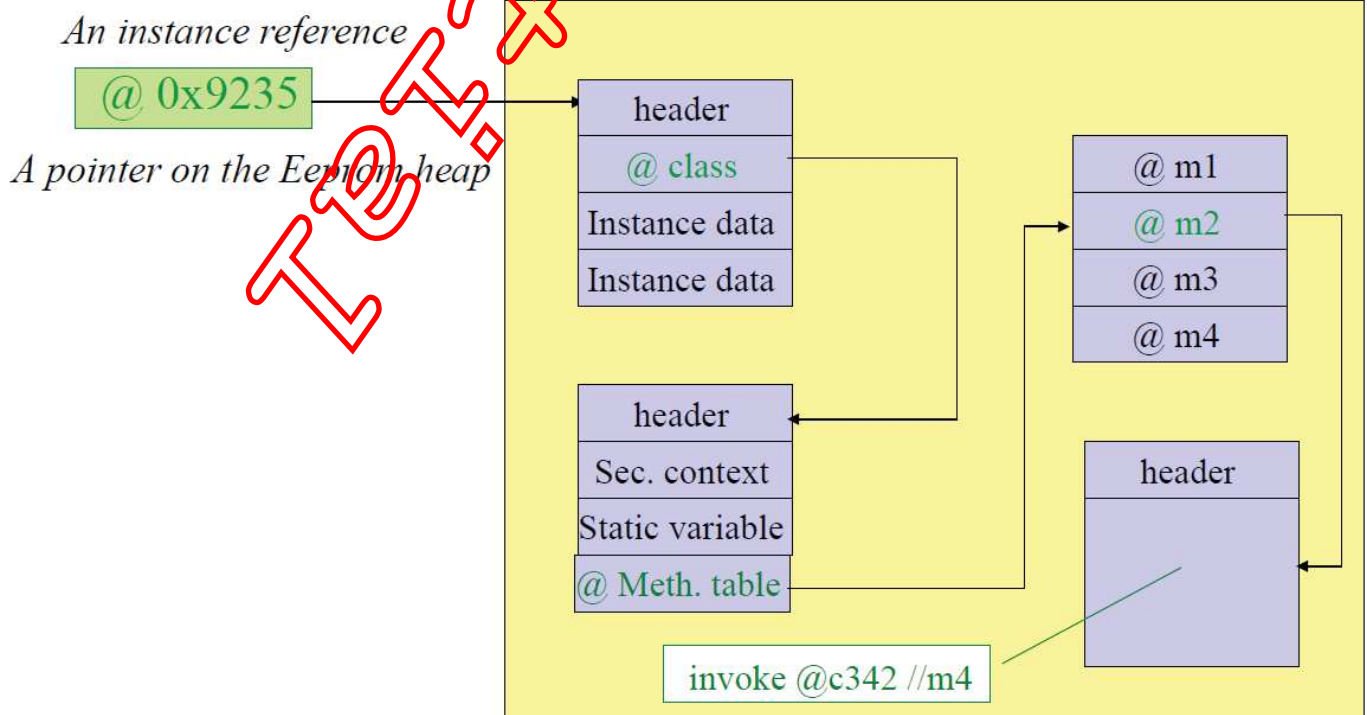 An instance reference
@ 0x9235
A pointer on the Eeprom heap
header
@ class
Instance data
Instance data
header
Sec. context
Static variable
@ Meth. table
@ m1
@ m2
@ m3
@ m4
header
invoke @c342 //m4